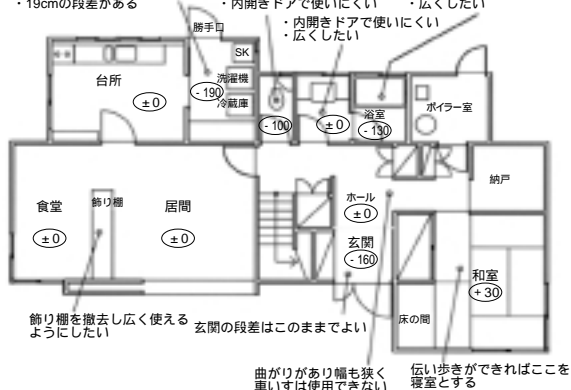 ・19cmの段差がある
・内開きドアで使いにくい
・広くしたい
・内開きドアで使いにくい
・広くしたい
勝手口
SK
台所
洗濯機
-190
冷蔵庫
±0
-100
±0
浴室
-130
ボイラー室
納戸
食堂
飾り棚
居間
ホール
±0
±0
±0
玄関
-160
和室
+30
床の間
飾り棚を撤去し広く使える
ようにしたい
玄関の段差はこのままでよい
曲がりがあり幅も狭く
車いすは使用できない
伝い歩きができればここを
寝室とする